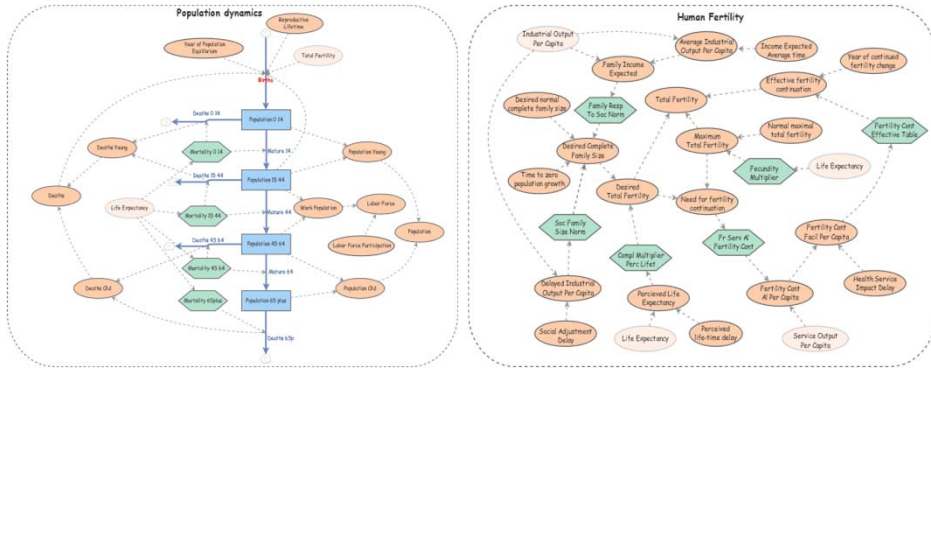 Population dynamics
Reproductive
Lifetime
Year of Population
Equilibrium
Total Fertility
Births
Deaths 0 14
Population 0 14
Deaths Young
Mortality 0 14
Mature 14
Population Young
Deaths 15 44
Population 15 44
Deaths
Life Expectancy
Mortality 15 44
Mature 44
Work Population
Labor Force
Population
Deaths 45 64
Population 45 64
Labor Force Participation
Mortality 45 64
Mature 64
Deaths Old
Population Old
Mortality 65plus
Population 65 plus
Deaths 65p
Human Fertility
Industrial Output
Per Capita
Average Industrial
Output Per Capita
Income Expected
Average time
Family Income
Expected
Year of continued
fertility change
Effective fertility
continuation
Desired normal
complete family size
Family Resp
To Soc Norm
Total Fertility
Normal maximal
total fertility
Fertility Cont
Effective Table
Maximum
Total Fertility
Desired Complete
Family Size
Fecundity
Multiplier
Life Expectancy
Time to zero
population growth
Desired
Total Fertility
Need for fertility
continuation
Soc Family
Size Norm
Fr Serv Al
Fertility Cont
Fertility Cont
Facil Per Capita
Compl Multiplier
Perc Lifet
Delayed Industrial
Output Per Capita
Percieved Life
Expectancy
Fertility Cont
Al Per Capita
Health Service
Impact Delay
Social Adjustment
Delay
Life Expectancy
Perceived
life-time delay
Service Output
Per Capita